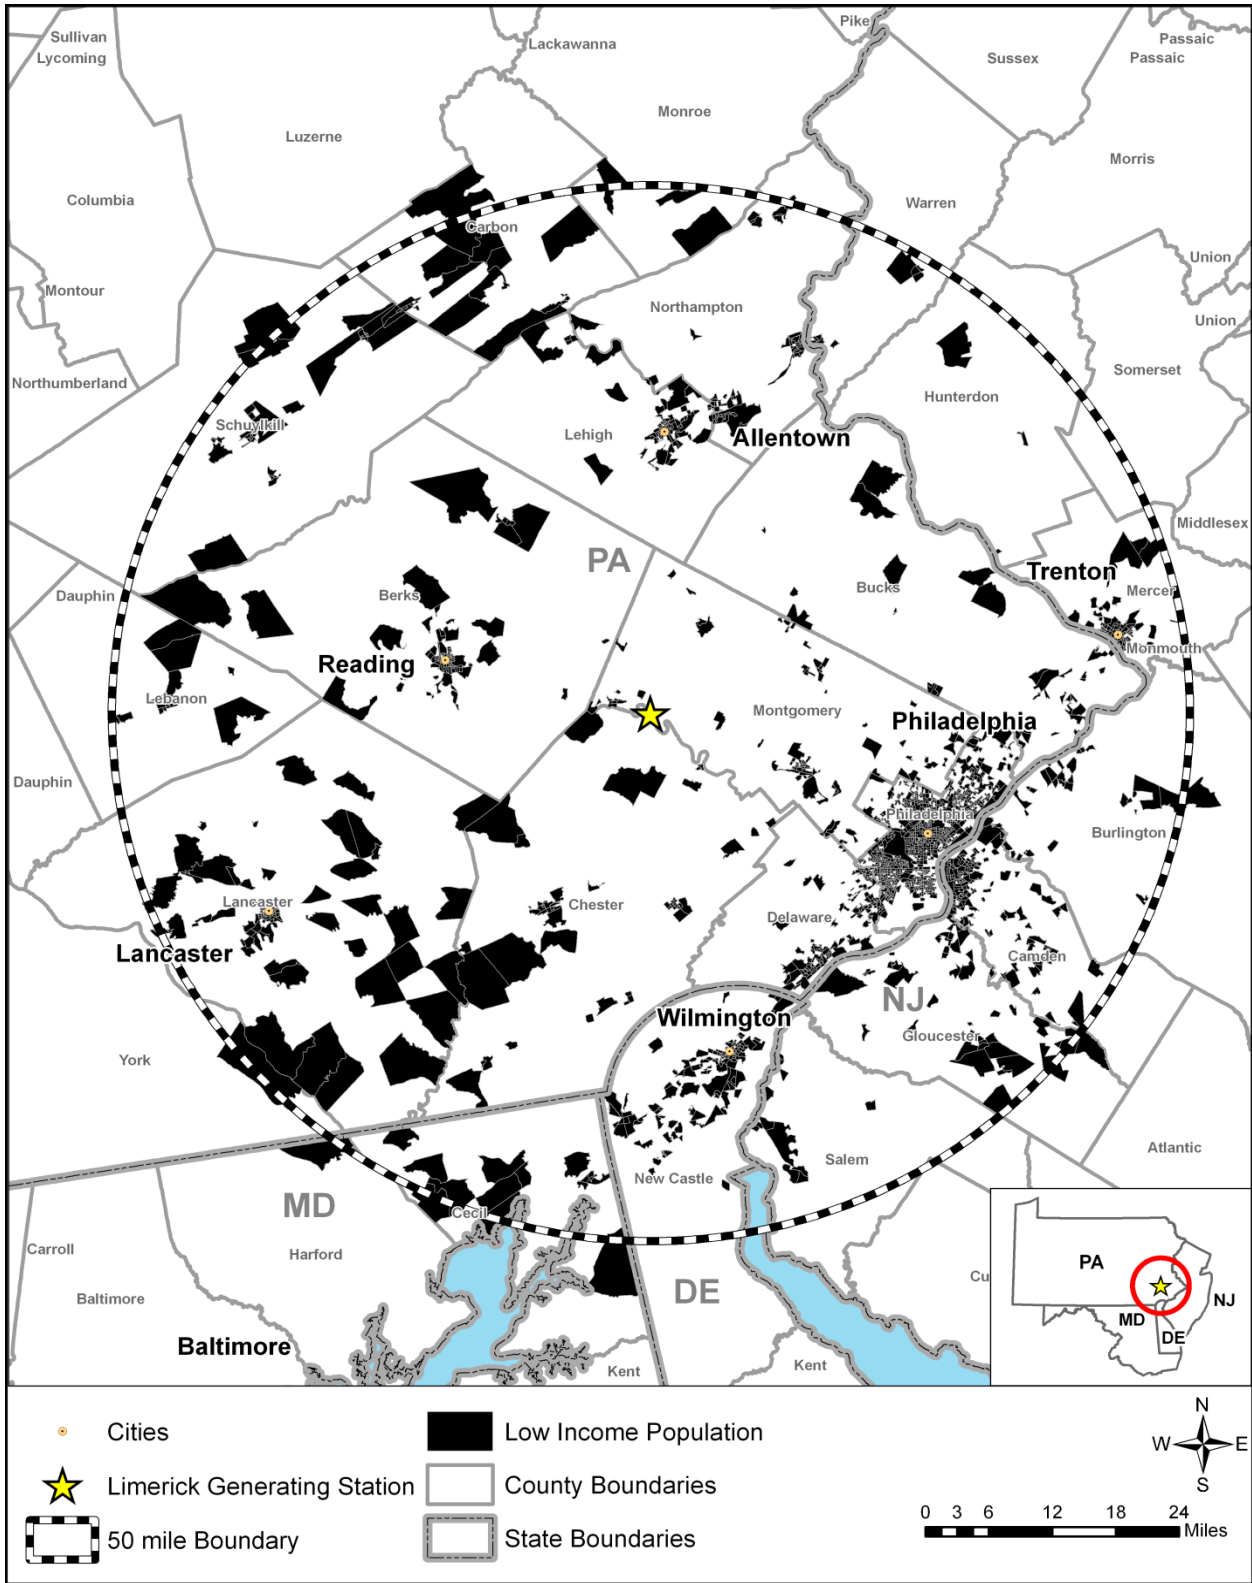 Pike
Sullivan
Lycoming
Lackawanna
Passaic
Passaic
Sussex
Monroe
Luzerne
Morris
Columbia
Warren
Carbon
Union
Montour
Northampton
Union
Northumberland
Somerset
Hunterdon
Schuylkill
Lehigh
Allentown
Middlesex
PA
Trenton
Dauphin
Berks
Bucks
Mercer
Monmouth
Reading
Lebanon
Montgomery
Philadelphia
Dauphin
Philadelphia
Burlington
Lancaster
Chester
Delaware
Lancaster
Camden
NJ
Wilmington
Gloucester
York
Atlantic
Salem
New Castle
MD
Cecil
Carroll
Harford
Cu
Baltimore
DE
Baltimore
Kent
Kent
PA
NJ
MD
DE
Cities
Low Income Population
Limerick Generating Station
County Boundaries
50 mile Boundary
State Boundaries
N
W
E
S
0 3 6 12 18 24
Miles